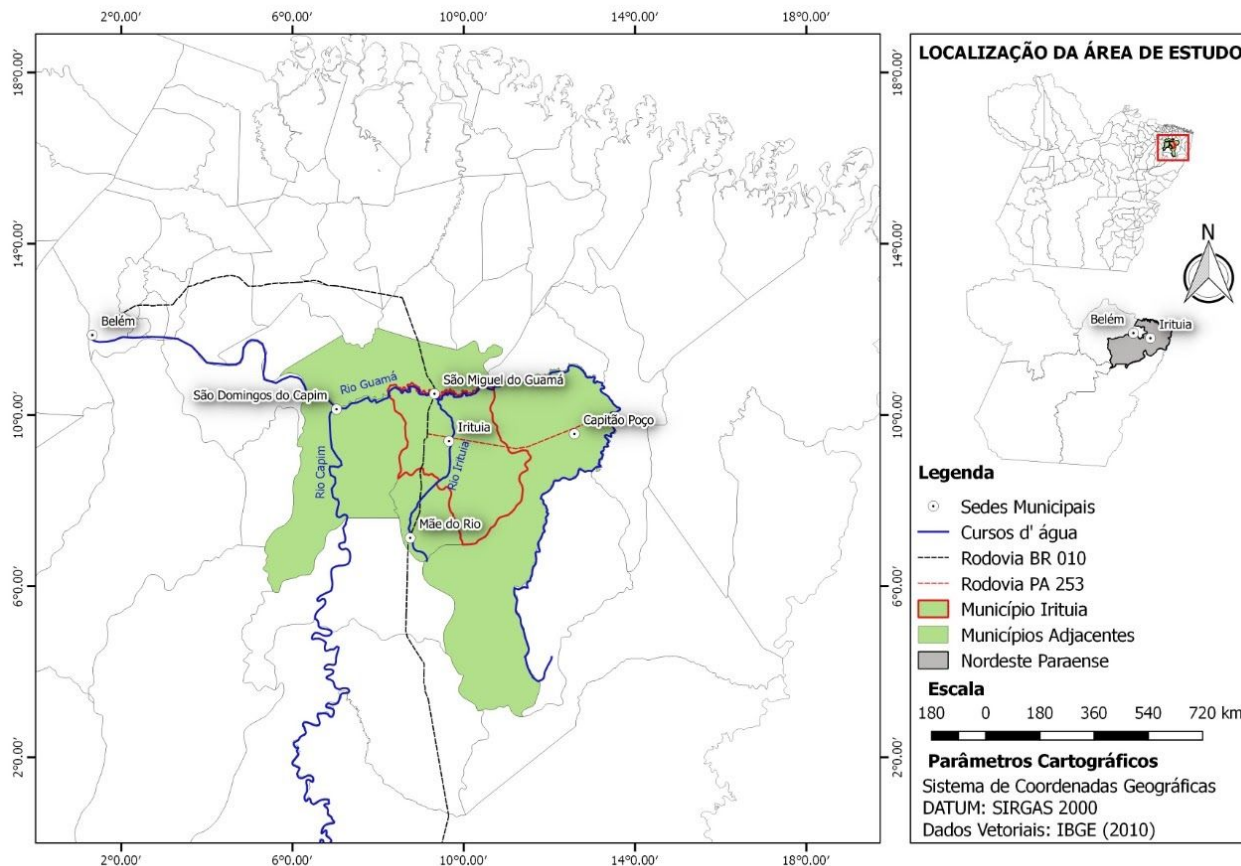 2°0.00' 6°0.00' 10°0.00' 14°0.00' 18°0.00'
18°0.00' 18°0.00'
14°0.00' 14°0.00'
Belém
Rio Guamá
São Miguel do Guamá
São Domingos do Capim
10°0.00' 10°0.00'
Capitão Poço
Irituia
Rio Capim
Rio Irituia
Mãe do Rio
6°0.00' 6°0.00'
2°0.00' 2°0.00'
2°0.00' 6°0.00' 10°0.00' 14°0.00' 18°0.00'
LOCALIZAÇÃO DA ÁREA DE ESTUDO
N
Belém
Irituia
Legenda
Sedes Municipais
Cursos d' água
Rodovia BR 010
Rodovia PA 253
Município Irituia
Municípios Adjacentes
Nordeste Paraense
Escala
180 0 180 360 540 720 km
Parâmetros Cartográficos
Sistema de Coordenadas Geográficas
DATUM: SIRGAS 2000
Dados Vetoriais: IBGE (2010)